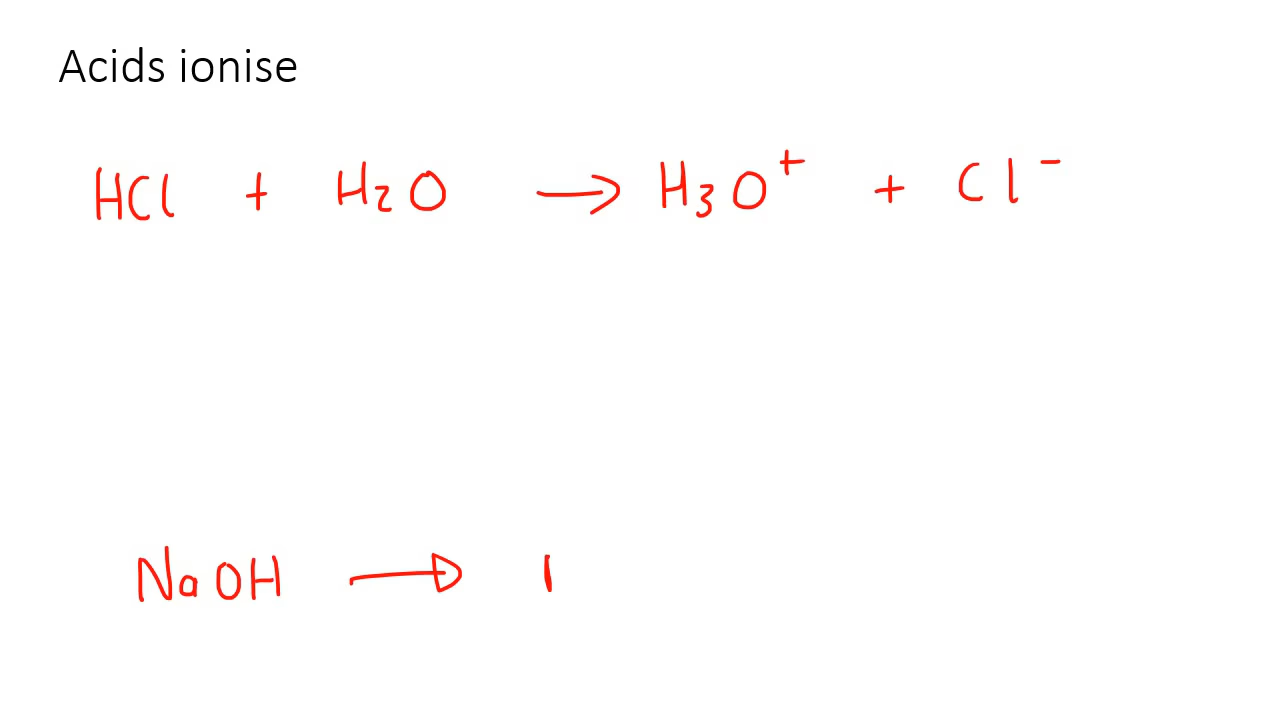 Acids ionise
HCl + H2O → H3O+ + Cl-
NaOH →